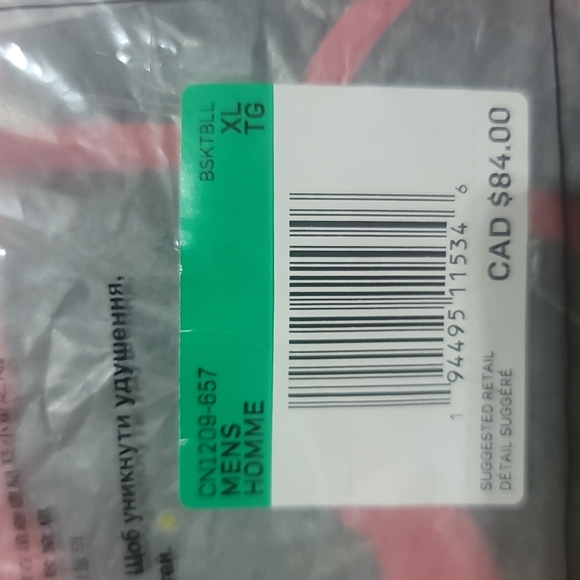 CN1209-657
BSKTBLL
MENS
XL
HOMME
TG
1 94495 11534 6
SUGGESTED RETAIL
DÉTAIL SUGGÉRÉ
CAD $84.00
Щоб уникнути удушення,